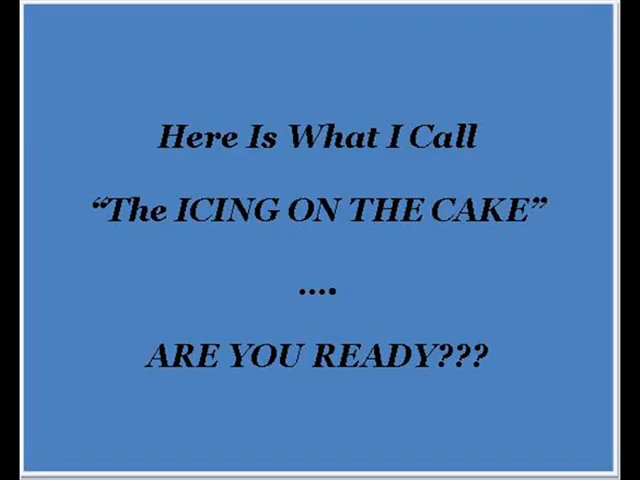 Here Is What I Call
“The ICING ON THE CAKE”
....
ARE YOU READY???